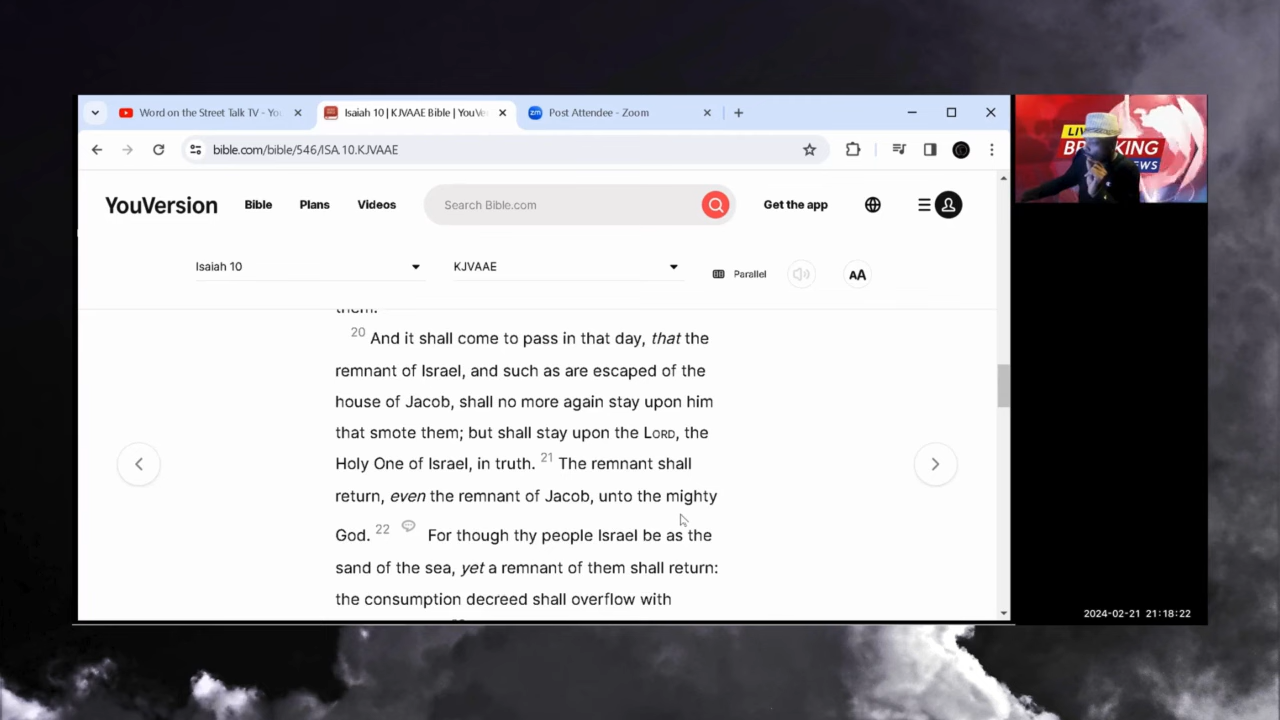 Word on the Street Talk TV - You
Isaiah 10 | KJVAAE Bible | YouVe
Post Attendee - Zoom
bible.com/bible/546/ISA.10.KJVAAE
YouVersion Bible Plans Videos Search Bible.com Get the app
Isaiah 10 KJVAAE Parallel AA
them.
20 And it shall come to pass in that day, that the
remnant of Israel, and such as are escaped of the
house of Jacob, shall no more again stay upon him
that smote them; but shall stay upon the LORD, the
Holy One of Israel, in truth. 21 The remnant shall
return, even the remnant of Jacob, unto the mighty
God. 22 For though thy people Israel be as the
sand of the sea, yet a remnant of them shall return:
the consumption decreed shall overflow with
LIV
BR KING
WS
2024-02-21 21:18:22